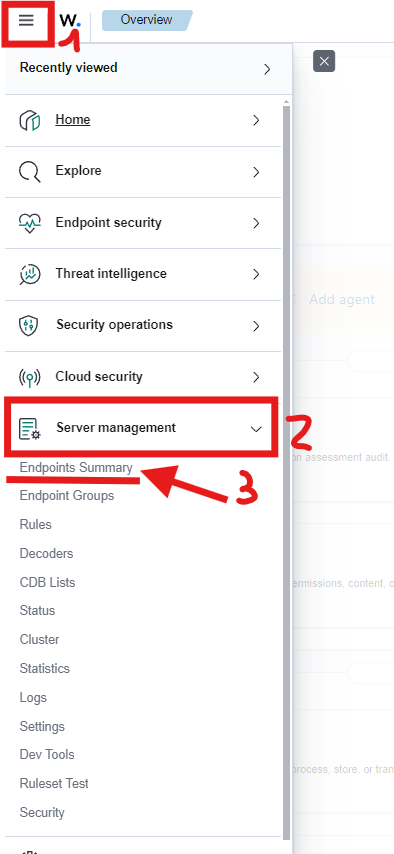 W.
Overview
1
Recently viewed
Home
Explore
Add agent
Endpoint security
Threat intelligence
Security operations
Cloud security
Server management
2
on assessment audit.
Endpoints Summary
3
Endpoint Groups
Rules
Decoders
CDB Lists
ermissions, content, o
Status
Cluster
Statistics
Logs
Settings
Dev Tools
process, store, or tran
Ruleset Test
Security